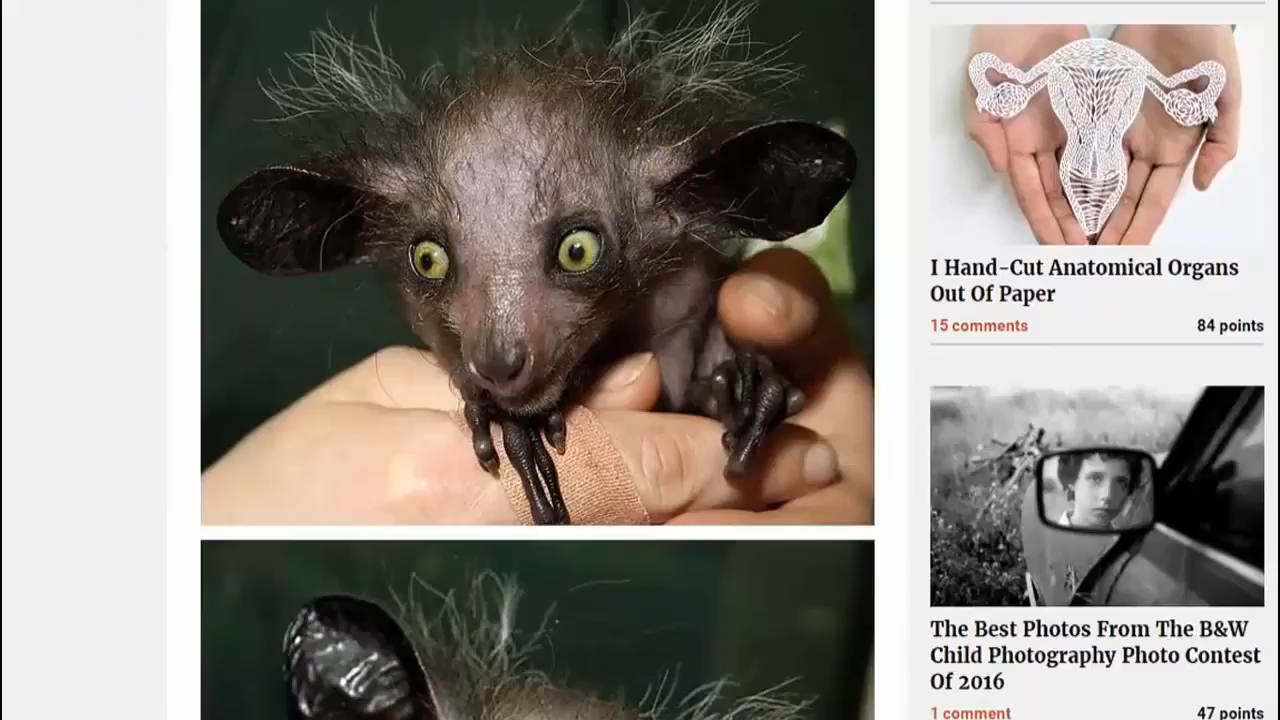 I Hand-Cut Anatomical Organs
Out Of Paper
15 comments 84 points
The Best Photos From The B&W
Child Photography Photo Contest
Of 2016
1 comment 47 points